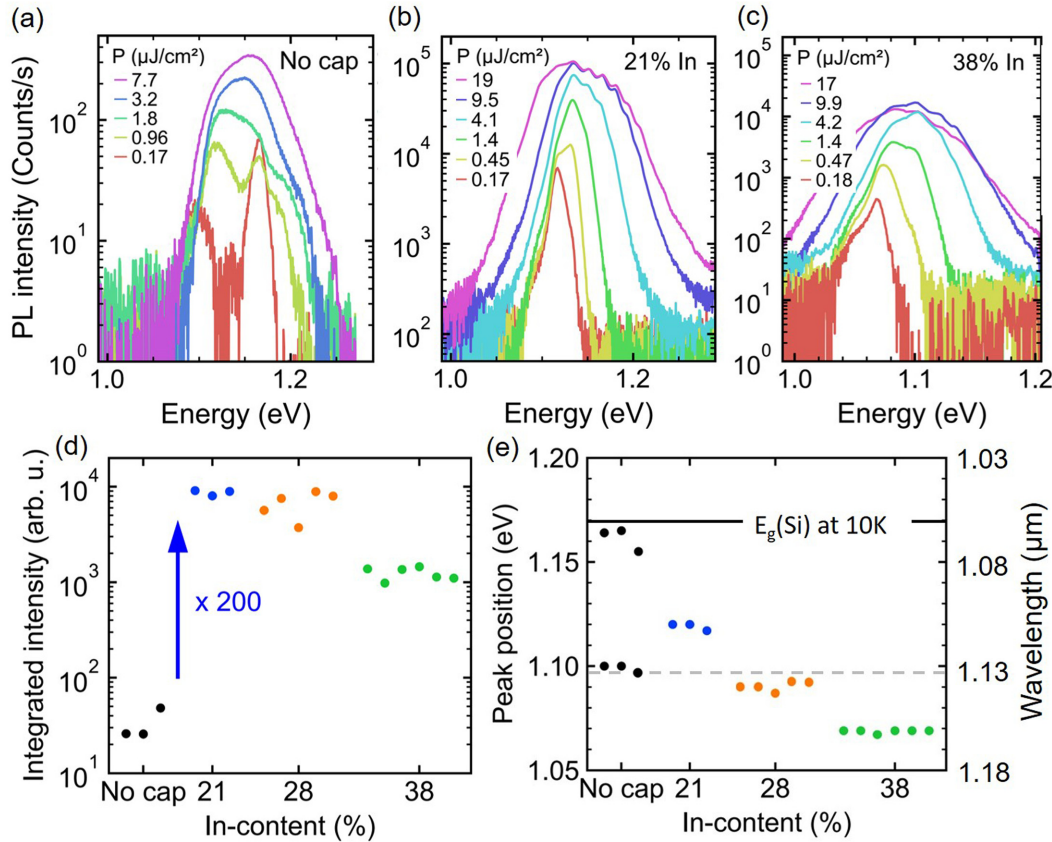 (a)
P (μJ/cm²)
7.7
3.2
1.8
0.96
0.17
No cap
10²
10¹
10⁰
1.0
1.2
PL intensity (Counts/s)
Energy (eV)
(b)
P (μJ/cm²)
19
9.5
4.1
1.4
0.45
0.17
21% In
10⁵
10⁴
10³
10²
1.0
1.2
Energy (eV)
(c)
P (μJ/cm²)
17
9.9
4.2
1.4
0.47
0.18
38% In
10⁵
10⁴
10³
10²
10¹
10⁰
1.0
1.1
1.2
Energy (eV)
(d)
10⁴
10³
10²
10¹
x 200
No cap
21
28
38
Integrated intensity (arb. u.)
In-content (%)
(e)
1.20
1.15
1.10
1.05
E_g(Si) at 10K
1.03
1.08
1.13
1.18
No cap
21
28
38
Peak position (eV)
Wavelength (μm)
In-content (%)